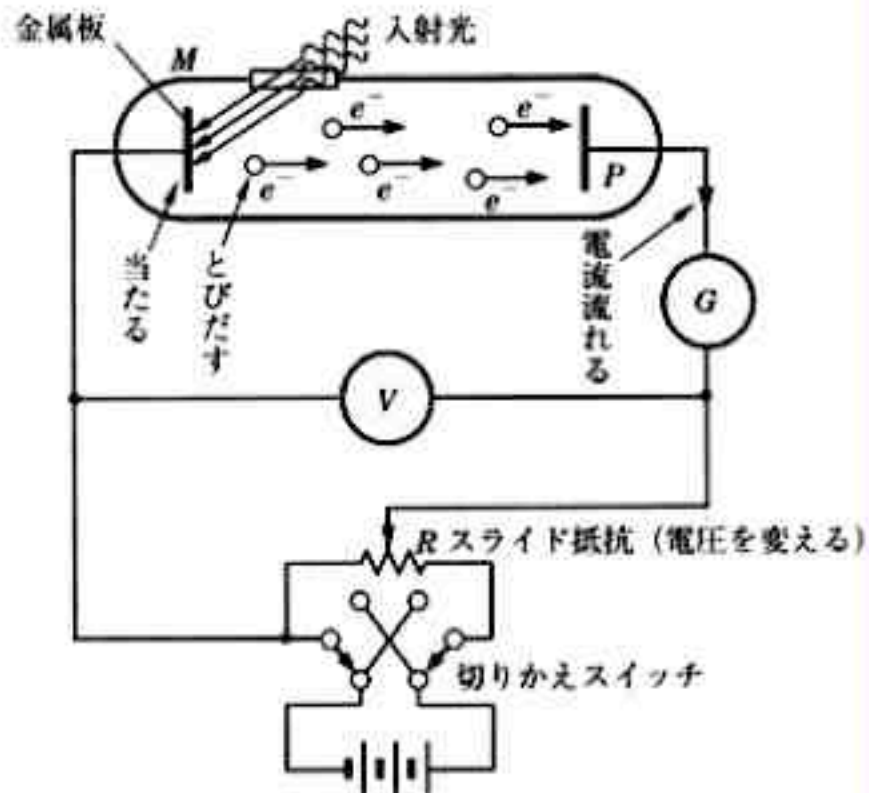 金属板
M
入射光
e⁻
e⁻
e⁻
e⁻
e⁻
P
当たる
とびだす
電流流れる
G
V
R スライド抵抗（電圧を変える）
切りかえスイッチ